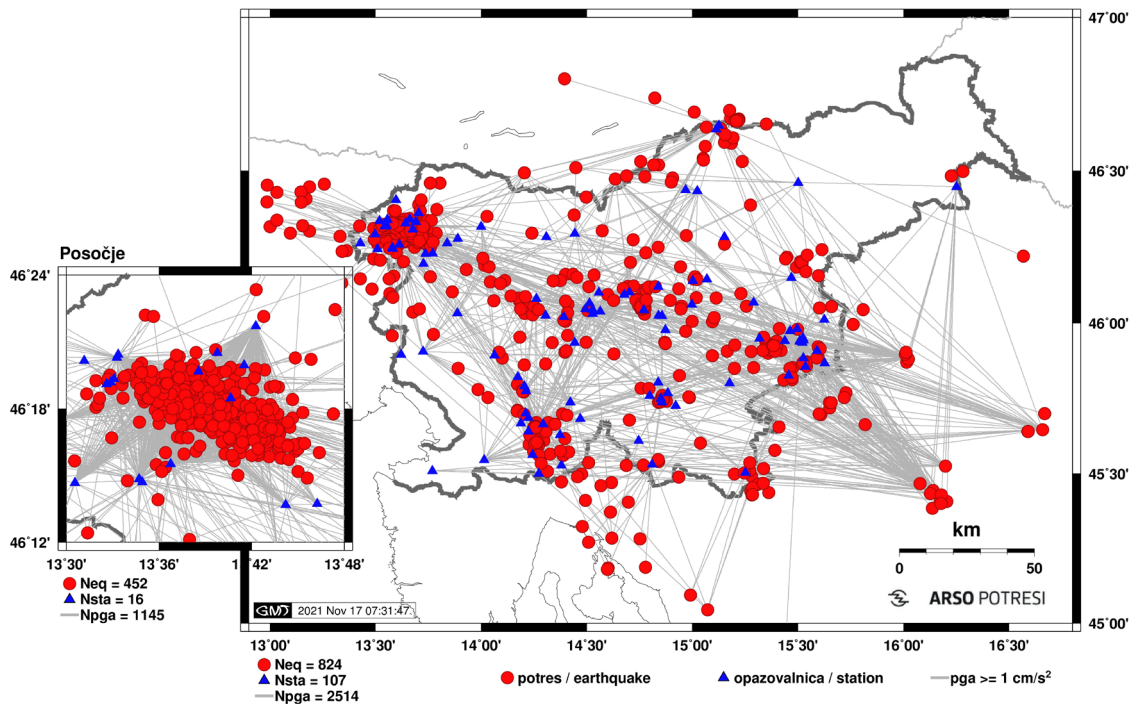 47°00'
46°30'
46°00'
45°30'
45°00'
Posočje
46°24'
46°18'
46°12'
13°30'
13°36'
13°42'
13°48'
Neq = 452
Nsta = 16
Npga = 1145
km
0
50
ARSO POTRESI
GMT 2021 Nov 17 07:31:47
13°00'
13°30'
14°00'
14°30'
15°00'
15°30'
16°00'
16°30'
Neq = 824
Nsta = 107
Npga = 2514
potres / earthquake
opazovalnica / station
pga >= 1 cm/s²